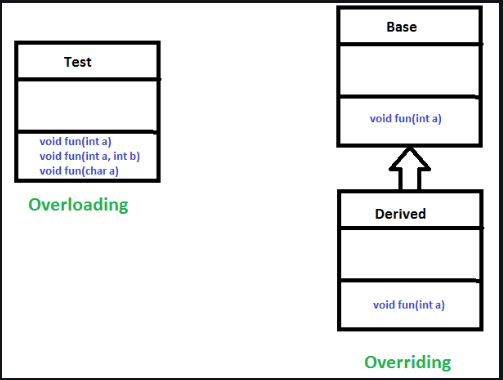 Test
void fun(int a)
void fun(int a, int b)
void fun(char a)
Overloading
Base
void fun(int a)
Derived
void fun(int a)
Overriding